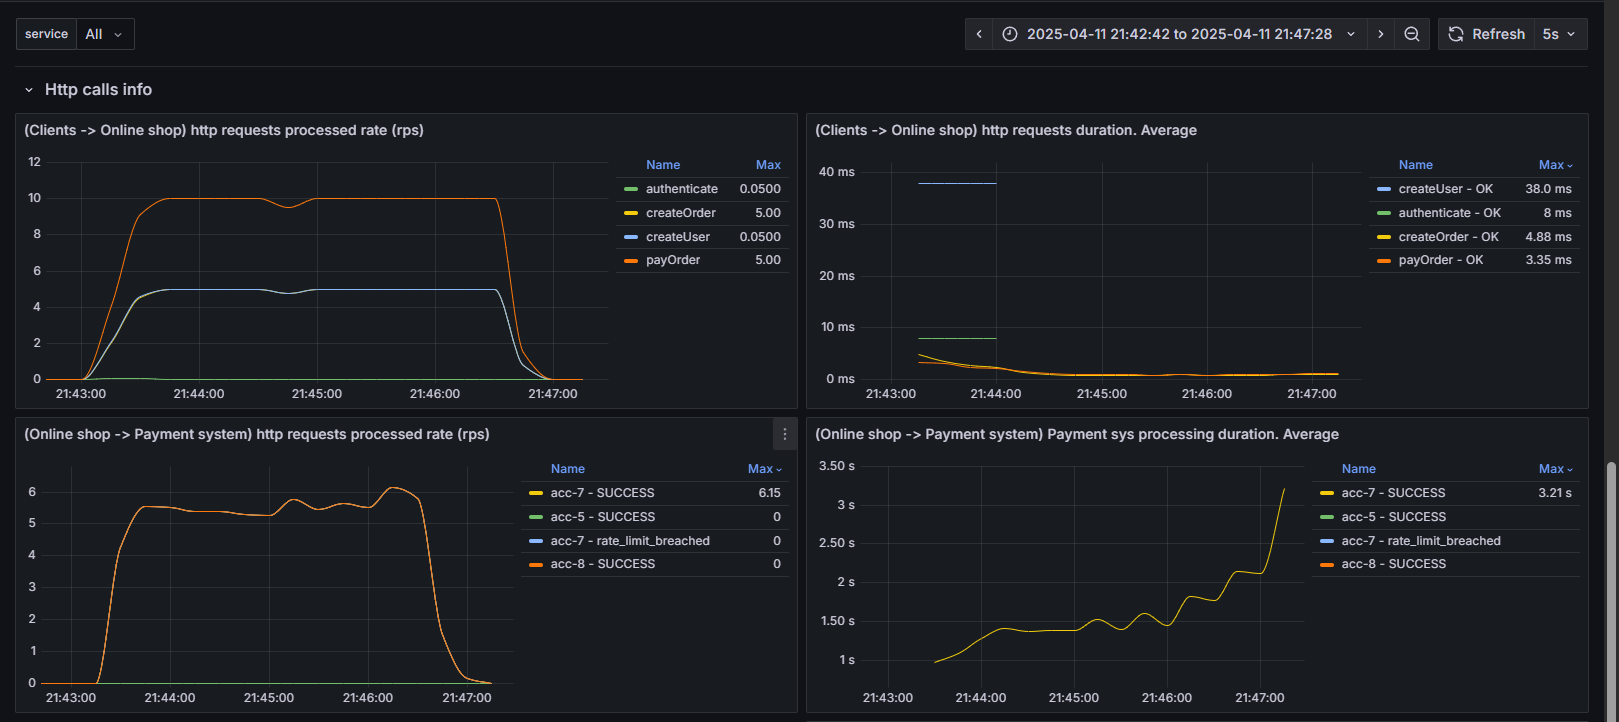 service All 2025-04-11 21:42:42 to 2025-04-11 21:47:28 Refresh 5s
Http calls info
(Clients -> Online shop) http requests processed rate (rps)
12
10
8
6
4
2
0
21:43:00 21:44:00 21:45:00 21:46:00 21:47:00
Name Max
authenticate 0.0500
createOrder 5.00
createUser 0.0500
payOrder 5.00
(Clients -> Online shop) http requests duration. Average
40 ms
30 ms
20 ms
10 ms
0 ms
21:43:00 21:44:00 21:45:00 21:46:00 21:47:00
Name Max
createUser - OK 38.0 ms
authenticate - OK 8 ms
createOrder - OK 4.88 ms
payOrder - OK 3.35 ms
(Online shop -> Payment system) http requests processed rate (rps)
6
5
4
3
2
1
0
21:43:00 21:44:00 21:45:00 21:46:00 21:47:00
Name Max
acc-7 - SUCCESS 6.15
acc-5 - SUCCESS 0
acc-7 - rate_limit_breached 0
acc-8 - SUCCESS 0
(Online shop -> Payment system) Payment sys processing duration. Average
3.50 s
3 s
2.50 s
2 s
1.50 s
1 s
21:43:00 21:44:00 21:45:00 21:46:00 21:47:00
Name Max
acc-7 - SUCCESS 3.21 s
acc-5 - SUCCESS
acc-7 - rate_limit_breached
acc-8 - SUCCESS